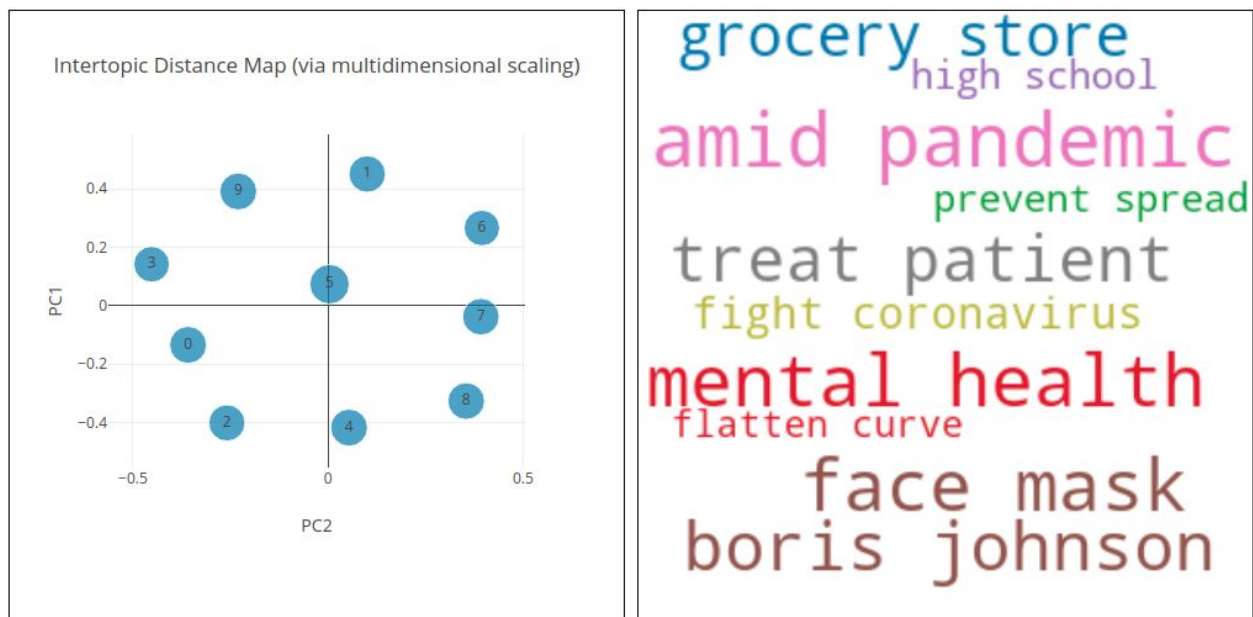 Intertopic Distance Map (via multidimensional scaling)
1
0.4
9
6
0.2
3
5
PC1
0
7
0
−0.2
8
2
4
−0.4
−0.5
0
0.5
PC2
grocery store
high school
amid pandemic
prevent spread
treat patient
fight coronavirus
mental health
flatten curve
face mask
boris johnson